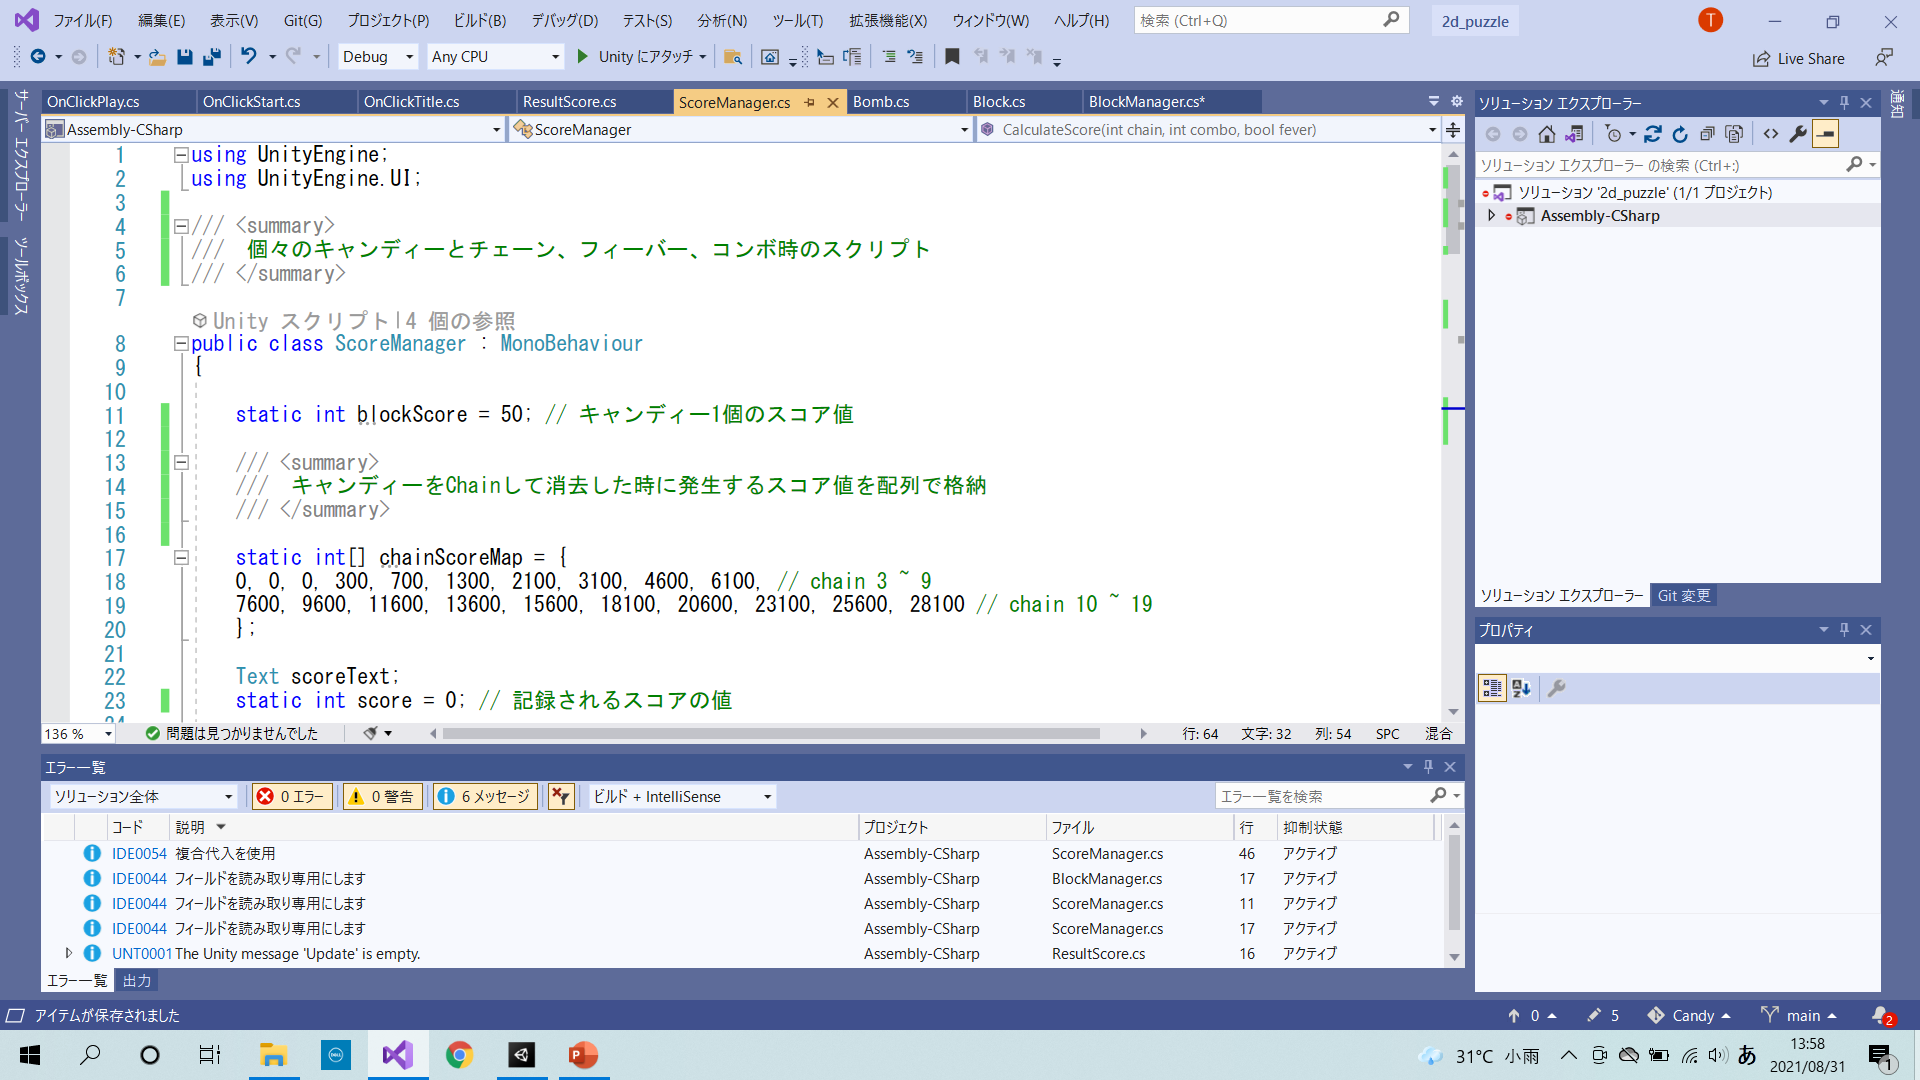 ファイル(F) 編集(E) 表示(V) Git(G) プロジェクト(P) ビルド(B) デバッグ(D) テスト(S) 分析(N) ツール(T) 拡張機能(X) ウィンドウ(W) ヘルプ(H) 検索 (Ctrl+Q) 2d_puzzle T
Debug Any CPU Unity にアタッチ Live Share
サーバー エクスプローラー
ツールボックス
OnClickPlay.cs OnClickStart.cs OnClickTitle.cs ResultScore.cs ScoreManager.cs Bomb.cs Block.cs BlockManager.cs*
Assembly-CSharp ScoreManager CalculateScore(int chain, int combo, bool fever)
1 using UnityEngine;
2 using UnityEngine.UI;
3
4 /// <summary>
5 /// 個々のキャンディーとチェーン、フィーバー、コンボ時のスクリプト
6 /// </summary>
7
Unity スクリプト|4 個の参照
8 public class ScoreManager : MonoBehaviour
9 {
10
11 static int blockScore = 50; // キャンディー1個のスコア値
12
13 /// <summary>
14 /// キャンディーをChainして消去した時に発生するスコア値を配列で格納
15 /// </summary>
16
17 static int[] chainScoreMap = {
18 0, 0, 0, 300, 700, 1300, 2100, 3100, 4600, 6100, // chain 3 ~ 9
19 7600, 9600, 11600, 13600, 15600, 18100, 20600, 23100, 25600, 28100 // chain 10 ~ 19
20 };
21
22 Text scoreText;
23 static int score = 0; // 記録されるスコアの値
24
136 % 問題は見つかりませんでした 行: 64 文字: 32 列: 54 SPC 混合
エラー一覧
ソリューション全体 0 エラー 0 警告 6 メッセージ ビルド + IntelliSense エラー一覧を検索
コード 説明 プロジェクト ファイル 行 抑制状態
IDE0054 複合代入を使用 Assembly-CSharp ScoreManager.cs 46 アクティブ
IDE0044 フィールドを読み取り専用にします Assembly-CSharp BlockManager.cs 17 アクティブ
IDE0044 フィールドを読み取り専用にします Assembly-CSharp ScoreManager.cs 11 アクティブ
IDE0044 フィールドを読み取り専用にします Assembly-CSharp ScoreManager.cs 17 アクティブ
UNT0001 The Unity message 'Update' is empty. Assembly-CSharp ResultScore.cs 16 アクティブ
エラー一覧 出力
ソリューション エクスプローラー
ソリューション エクスプローラー の検索 (Ctrl+:)
ソリューション '2d_puzzle' (1/1 プロジェクト)
Assembly-CSharp
ソリューション エクスプローラー Git 変更
プロパティ
通知
アイテムが保存されました 0 5 Candy main 2
DELL P 31°C 小雨 あ 13:58
2021/08/31 1